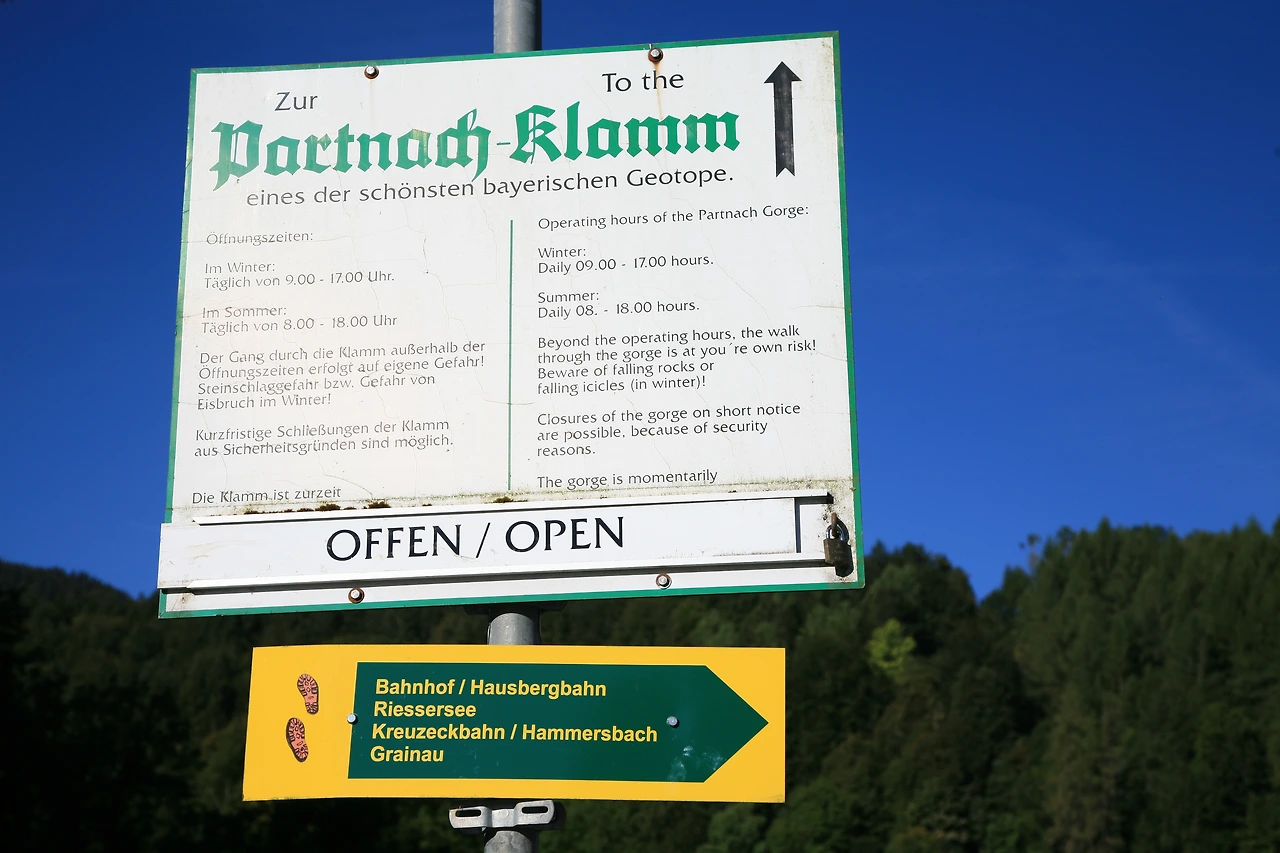 Zur
To the
Partnach-Klamm
eines der schönsten bayerischen Geotope.
Öffnungszeiten:
Im Winter:
Täglich von 9.00 - 17.00 Uhr.
Im Sommer:
Täglich von 8.00 - 18.00 Uhr
Der Gang durch die Klamm außerhalb der
Öffnungszeiten erfolgt auf eigene Gefahr!
Steinschlaggefahr bzw. Gefahr von
Eisbruch im Winter!
Kurzfristige Schließungen der Klamm
aus Sicherheitsgründen sind möglich.
Die Klamm ist zurzeit
Operating hours of the Partnach Gorge:
Winter:
Daily 09.00 - 17.00 hours.
Summer:
Daily 08. - 18.00 hours.
Beyond the operating hours, the walk
through the gorge is at you´re own risk!
Beware of falling rocks or
falling icicles (in winter)!
Closures of the gorge on short notice
are possible, because of security
reasons.
The gorge is momentarily
OFFEN / OPEN
Bahnhof / Hausbergbahn
Riessersee
Kreuzeckbahn / Hammersbach
Grainau